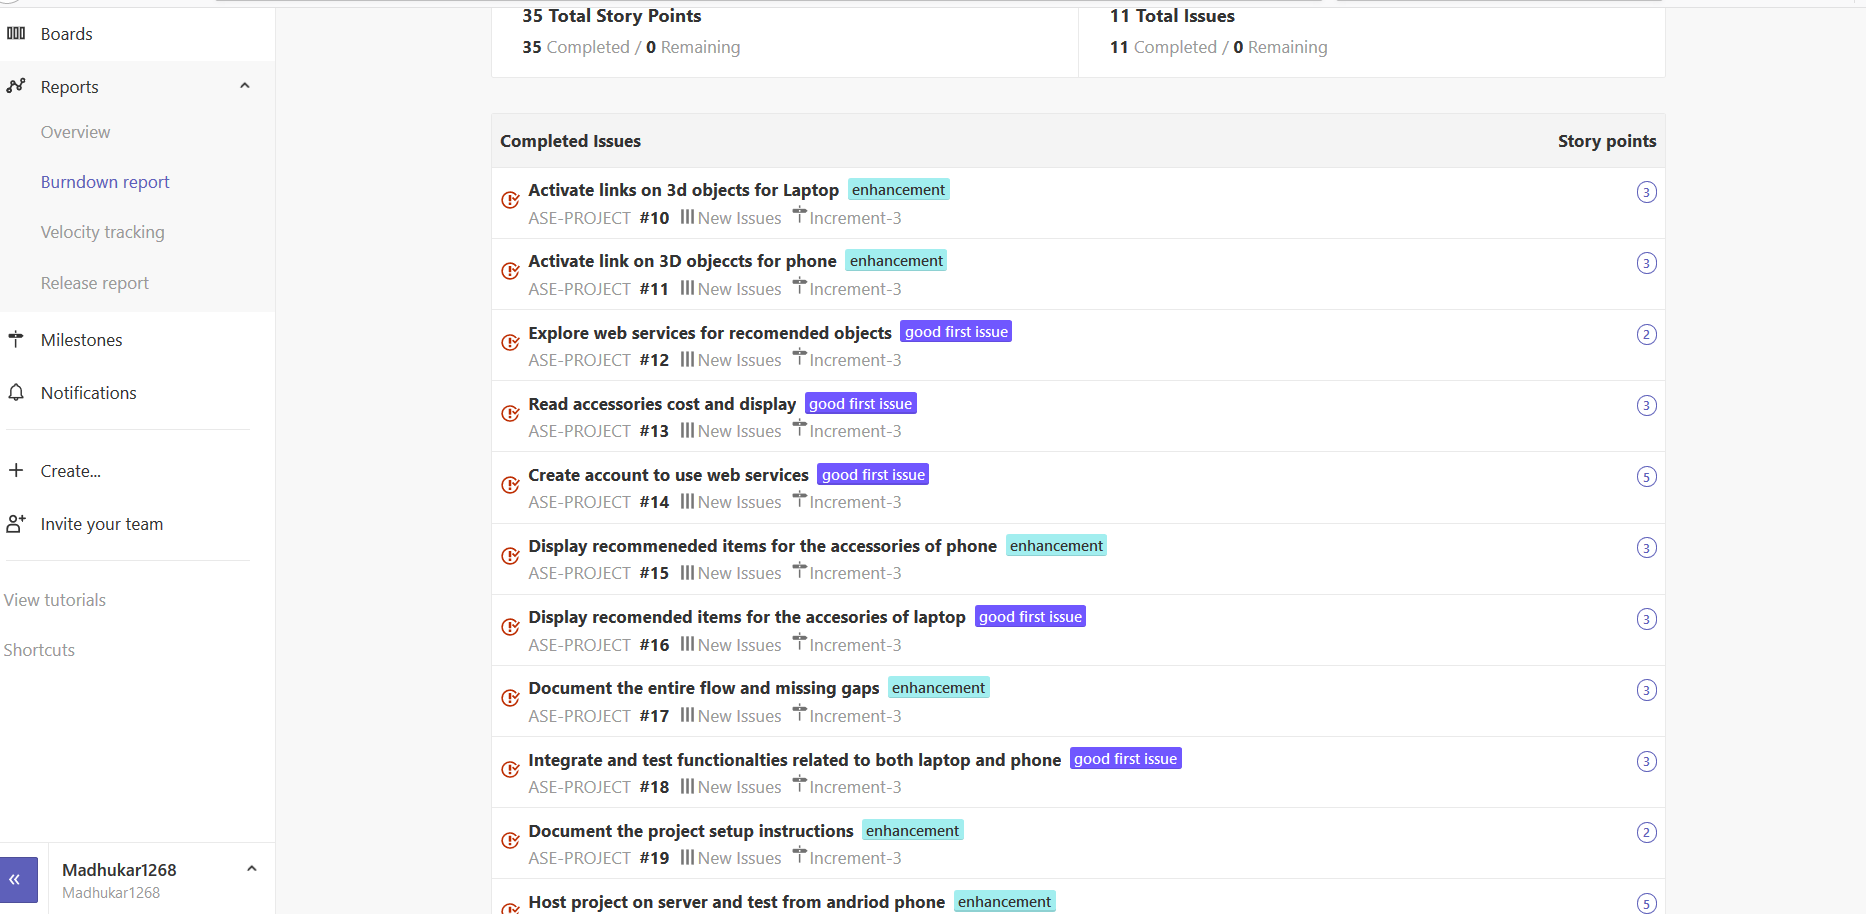 Boards
Reports
Overview
Burndown report
Velocity tracking
Release report
Milestones
Notifications
Create...
Invite your team
View tutorials
Shortcuts
Madhukar1268
Madhukar1268
35 Total Story Points
35 Completed / 0 Remaining
11 Total Issues
11 Completed / 0 Remaining
Completed Issues Story points
Activate links on 3d objects for Laptop enhancement 3
ASE-PROJECT #10 New Issues Increment-3
Activate link on 3D objeccts for phone enhancement 3
ASE-PROJECT #11 New Issues Increment-3
Explore web services for recomended objects good first issue 2
ASE-PROJECT #12 New Issues Increment-3
Read accessories cost and display good first issue 3
ASE-PROJECT #13 New Issues Increment-3
Create account to use web services good first issue 5
ASE-PROJECT #14 New Issues Increment-3
Display recommeneded items for the accessories of phone enhancement 3
ASE-PROJECT #15 New Issues Increment-3
Display recomended items for the accesories of laptop good first issue 3
ASE-PROJECT #16 New Issues Increment-3
Document the entire flow and missing gaps enhancement 3
ASE-PROJECT #17 New Issues Increment-3
Integrate and test functionalties related to both laptop and phone good first issue 3
ASE-PROJECT #18 New Issues Increment-3
Document the project setup instructions enhancement 2
ASE-PROJECT #19 New Issues Increment-3
Host project on server and test from andriod phone enhancement 5